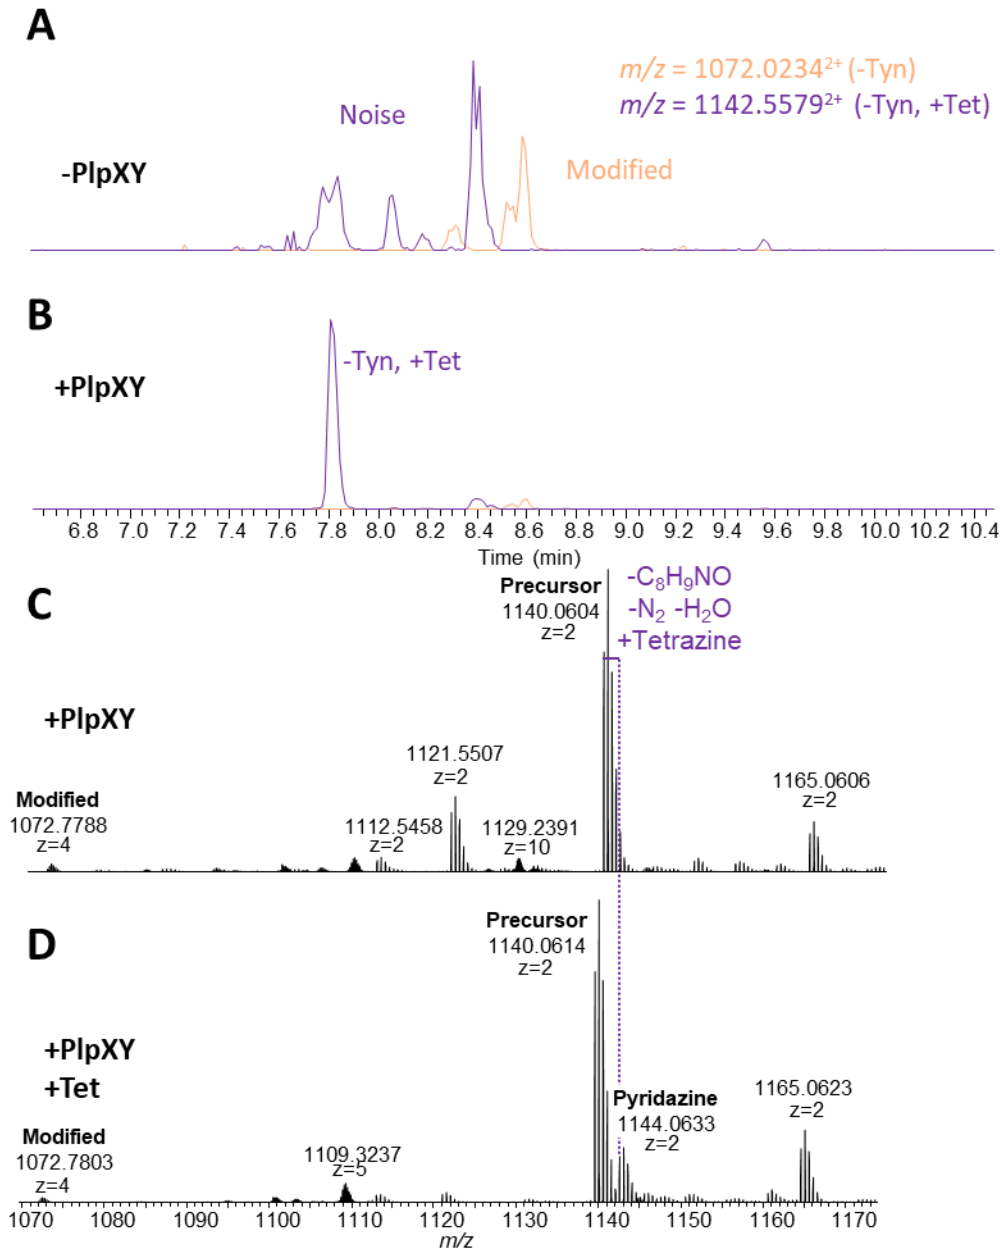 A
m/z = 1072.0234²⁺ (-Tyn)
m/z = 1142.5579²⁺ (-Tyn, +Tet)
Noise
-PlpXY
Modified
B
-Tyn, +Tet
+PlpXY
6.8 7.0 7.2 7.4 7.6 7.8 8.0 8.2 8.4 8.6 9.0 9.2 9.4 9.6 9.8 10.0 10.2 10.4
Time (min)
C
Precursor
1140.0604
z=2
-C₈H₉NO
-N₂ -H₂O
+Tetrazine
+PlpXY
1121.5507
z=2
1165.0606
z=2
Modified
1072.7788
z=4
1112.5458
z=2
1129.2391
z=10
D
Precursor
1140.0614
z=2
+PlpXY
+Tet
Pyridazine
1144.0633
z=2
1165.0623
z=2
Modified
1072.7803
z=4
1109.3237
z=5
1070 1080 1090 1100 1110 1120 1130 1140 1150 1160 1170
m/z